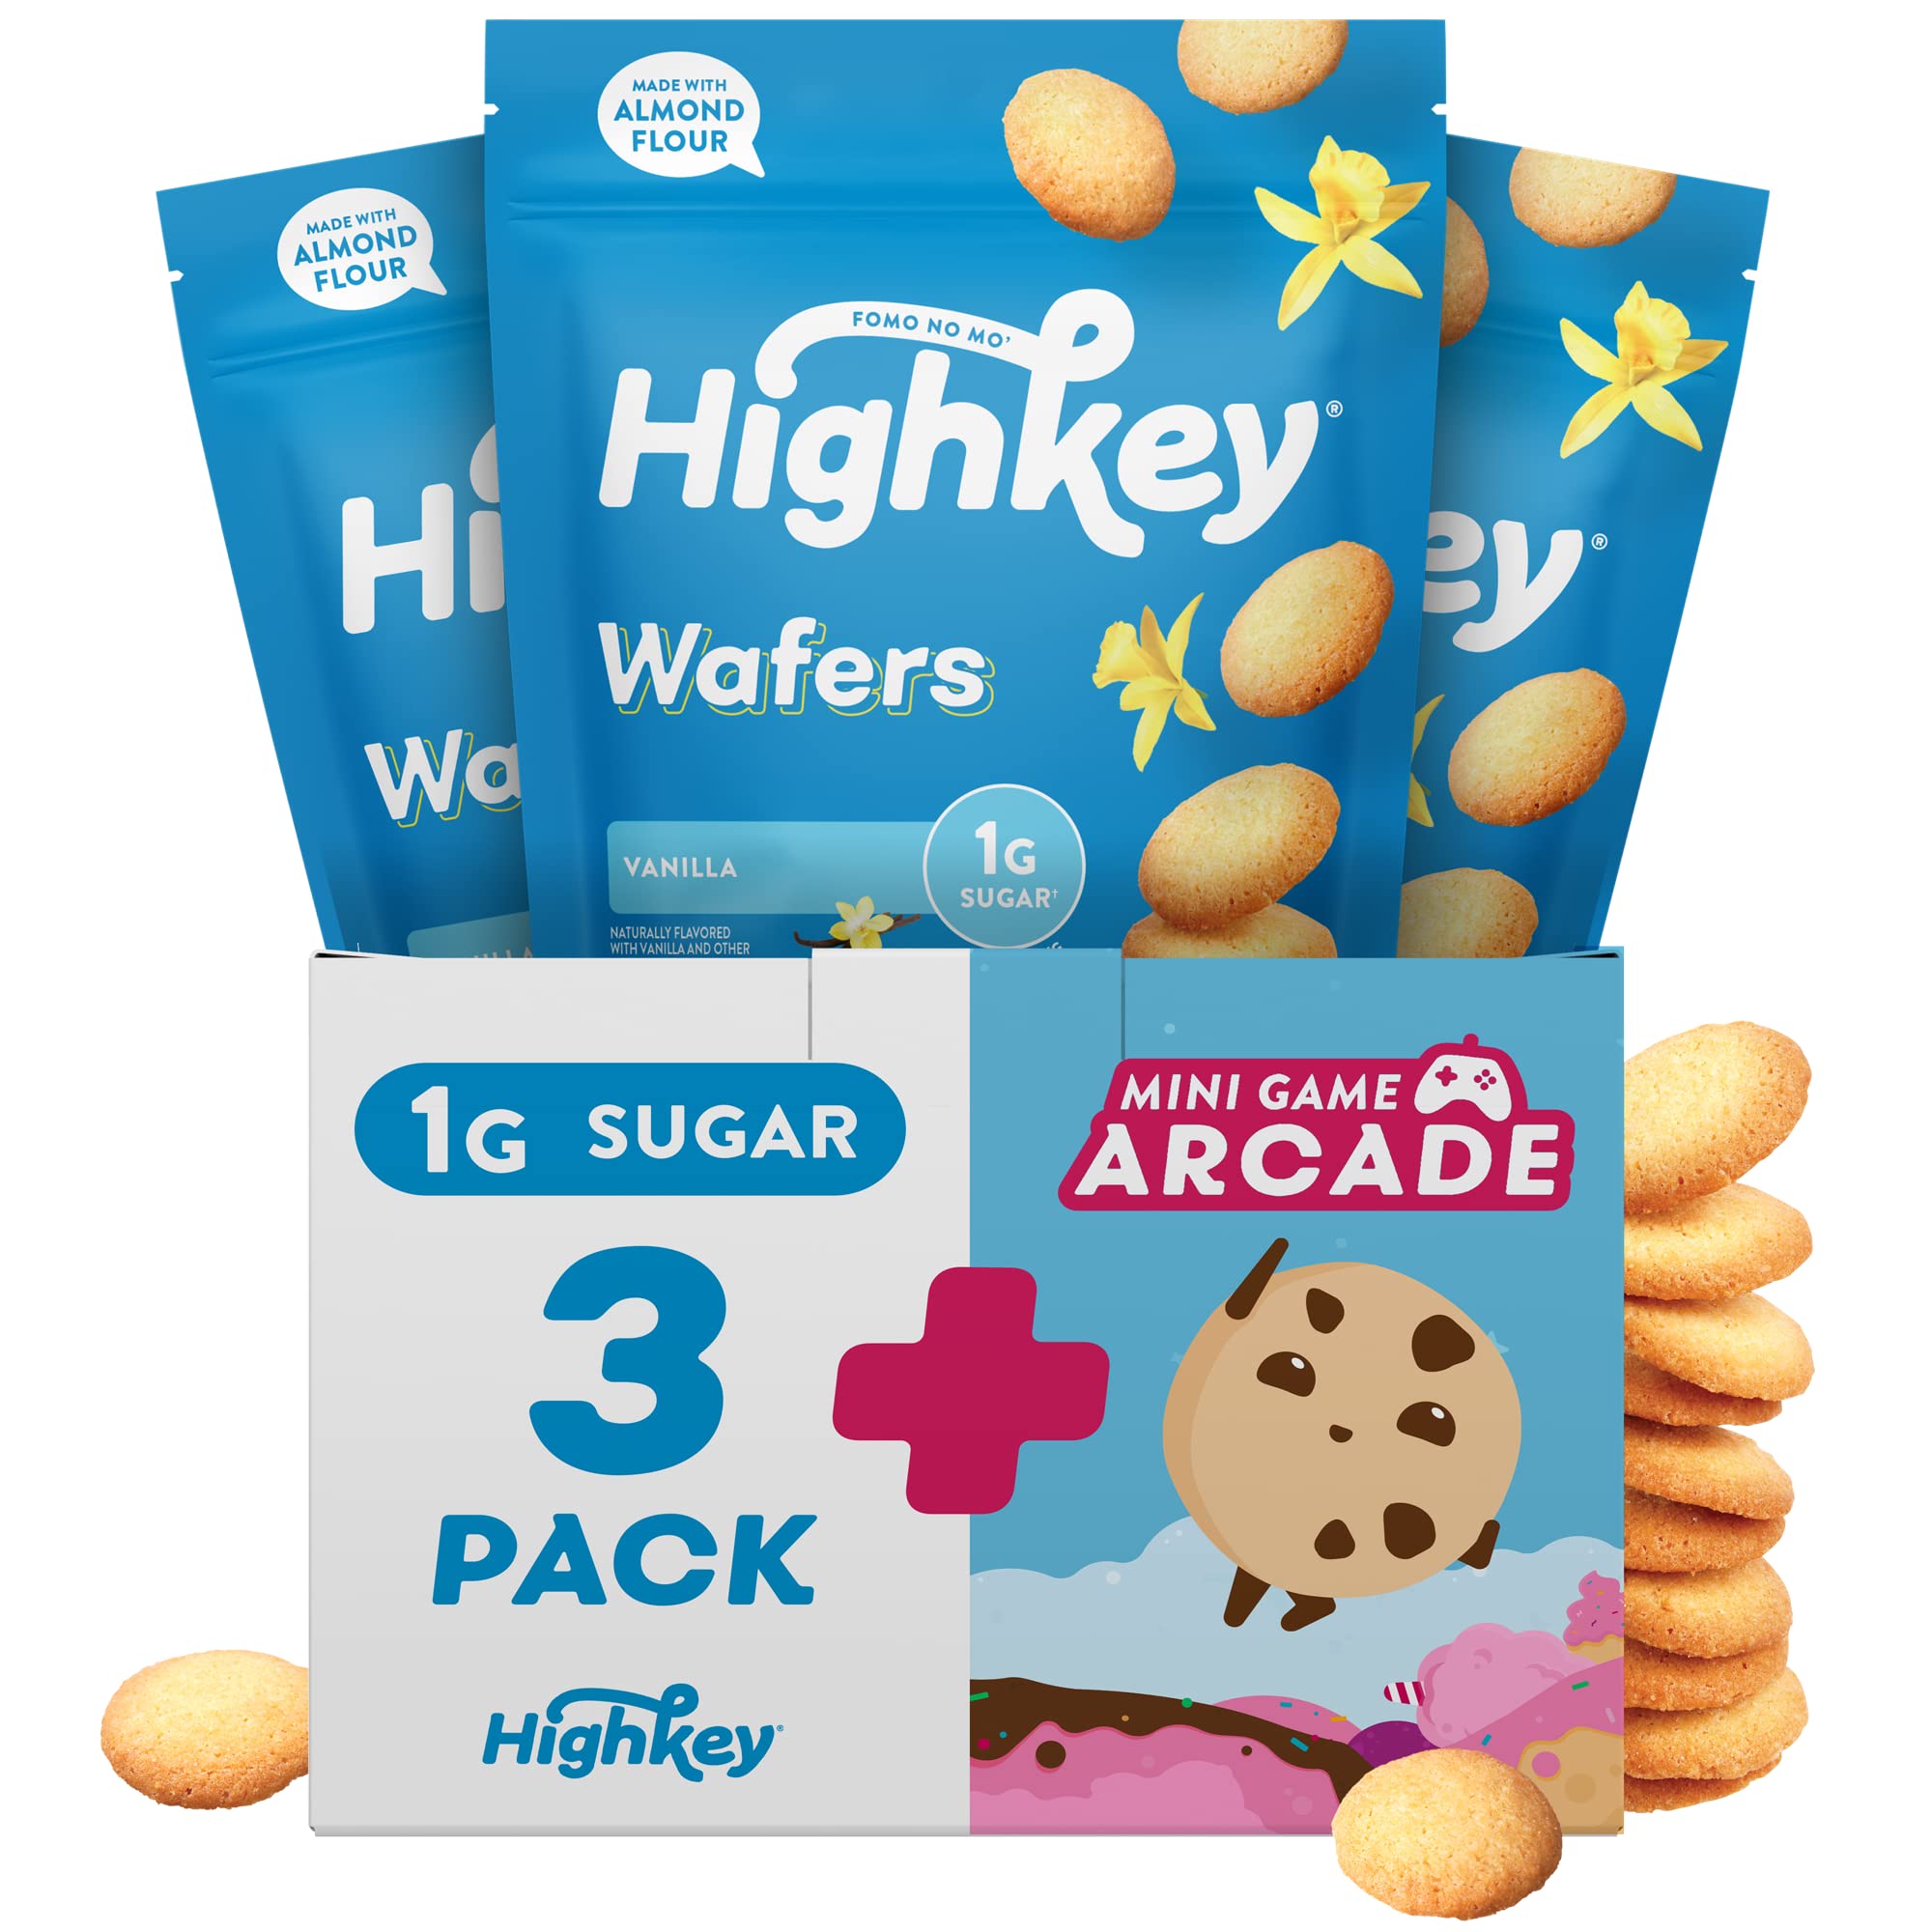 MADE WITH
ALMOND
FLOUR
MADE WITH
ALMOND
FLOUR
FOMO NO MO'
Highkey®
Hi
ey®
Wafers
Wa
VANILLA
1G
SUGAR†
NATURALLY FLAVORED
WITH VANILLA AND OTHER
1G SUGAR
3
PACK
Highkey®
MINI GAME
ARCADE